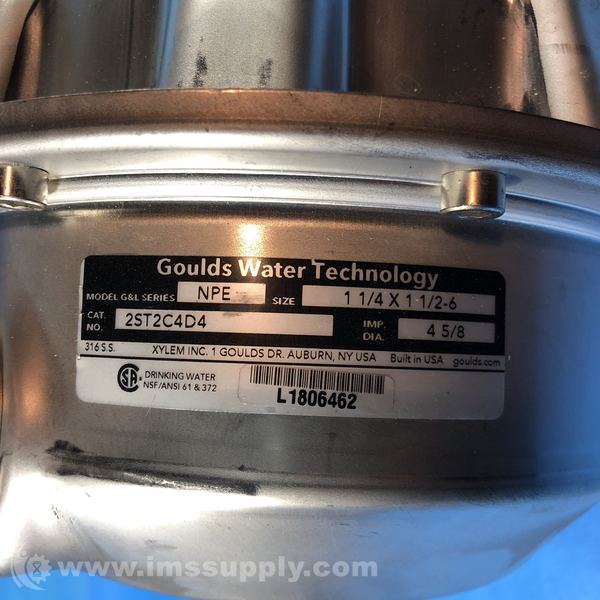 Goulds Water Technology
MODEL G&L SERIES NPE SIZE 1 1/4 X 1 1/2-6
CAT. NO. 2ST2C4D4 IMP. DIA. 4 5/8
316 S.S. XYLEM INC. 1 GOULDS DR. AUBURN, NY USA Built in USA goulds.com
SA DRINKING WATER
NSF/ANSI 61 & 372
L1806462
www.imssupply.com